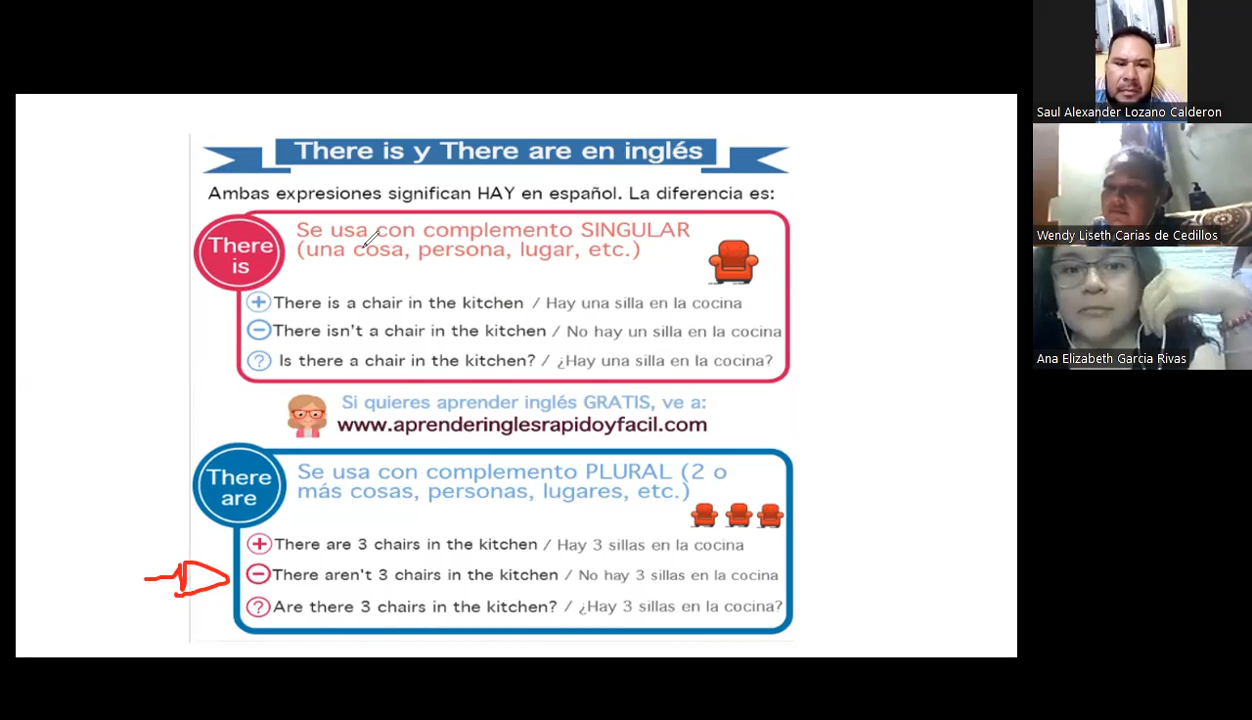 There is y There are en inglés
Ambas expresiones significan HAY en español. La diferencia es:
There
is
Se usa con complemento SINGULAR
(una cosa, persona, lugar, etc.)
+ There is a chair in the kitchen / Hay una silla en la cocina
− There isn't a chair in the kitchen / No hay un silla en la cocina
? Is there a chair in the kitchen? / ¿Hay una silla en la cocina?
Si quieres aprender inglés GRATIS, ve a:
www.aprenderinglesrapidoyfacil.com
There
are
Se usa con complemento PLURAL (2 o
más cosas, personas, lugares, etc.)
+ There are 3 chairs in the kitchen / Hay 3 sillas en la cocina
− There aren't 3 chairs in the kitchen / No hay 3 sillas en la cocina
? Are there 3 chairs in the kitchen? / ¿Hay 3 sillas en la cocina?
Saul Alexander Lozano Calderon
Wendy Liseth Carias de Cedillos
Ana Elizabeth Garcia Rivas